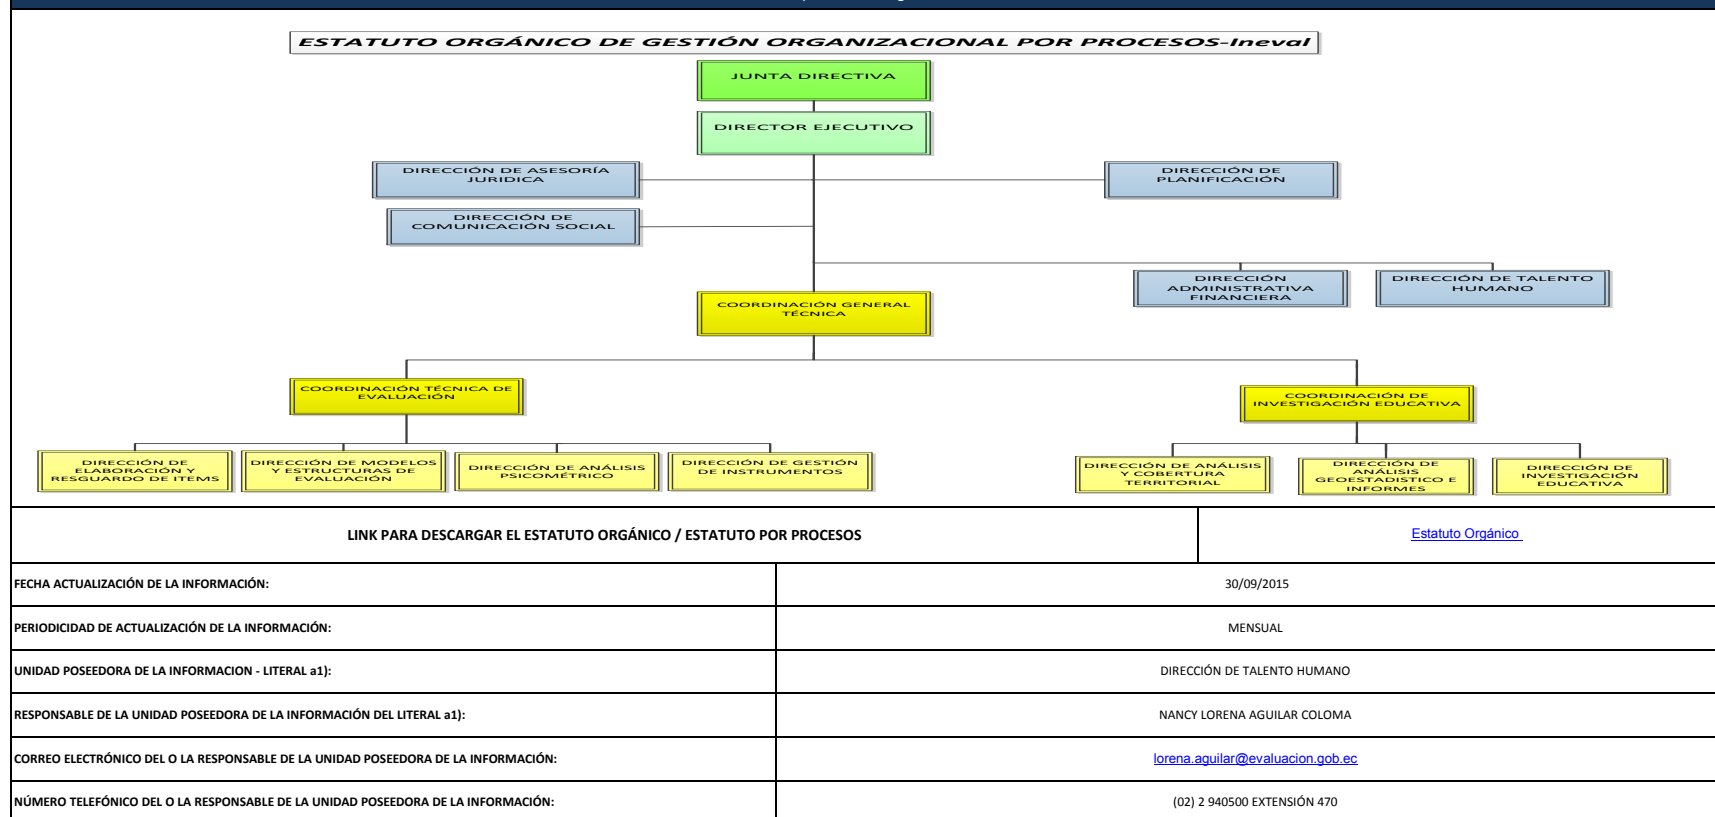 ESTATUTO ORGÁNICO DE GESTIÓN ORGANIZACIONAL POR PROCESOS-Ineval
JUNTA DIRECTIVA
DIRECTOR EJECUTIVO
DIRECCIÓN DE ASESORÍA
JURIDICA
DIRECCIÓN DE
PLANIFICACIÓN
DIRECCIÓN DE
COMUNICACIÓN SOCIAL
DIRECCIÓN
ADMINISTRATIVA
FINANCIERA
DIRECCIÓN DE TALENTO
HUMANO
COORDINACIÓN GENERAL
TÉCNICA
COORDINACIÓN TÉCNICA DE
EVALUACIÓN
COORDINACIÓN DE
INVESTIGACIÓN EDUCATIVA
DIRECCIÓN DE
ELABORACIÓN Y
RESGUARDO DE ITEMS
DIRECCIÓN DE MODELOS
Y ESTRUCTURAS DE
EVALUACIÓN
DIRECCIÓN DE ANÁLISIS
PSICOMÉTRICO
DIRECCIÓN DE GESTIÓN
DE INSTRUMENTOS
DIRECCIÓN DE ANÁLISIS
Y COBERTURA
TERRITORIAL
DIRECCIÓN DE
ANÁLISIS
GEOESTADISTICO E
INFORMES
DIRECCIÓN DE
INVESTIGACIÓN
EDUCATIVA
LINK PARA DESCARGAR EL ESTATUTO ORGÁNICO / ESTATUTO POR PROCESOS
Estatuto Orgánico
FECHA ACTUALIZACIÓN DE LA INFORMACIÓN:
30/09/2015
PERIODICIDAD DE ACTUALIZACIÓN DE LA INFORMACIÓN:
MENSUAL
UNIDAD POSEEDORA DE LA INFORMACION - LITERAL a1):
DIRECCIÓN DE TALENTO HUMANO
RESPONSABLE DE LA UNIDAD POSEEDORA DE LA INFORMACIÓN DEL LITERAL a1):
NANCY LORENA AGUILAR COLOMA
CORREO ELECTRÓNICO DEL O LA RESPONSABLE DE LA UNIDAD POSEEDORA DE LA INFORMACIÓN:
lorena.aguilar@evaluacion.gob.ec
NÚMERO TELEFÓNICO DEL O LA RESPONSABLE DE LA UNIDAD POSEEDORA DE LA INFORMACIÓN:
(02) 2 940500 EXTENSIÓN 470